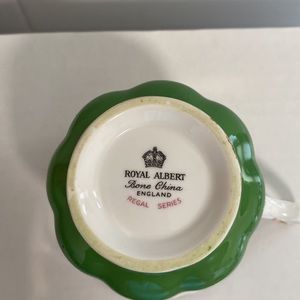 ROYAL ALBERT
Bone China
ENGLAND
REGAL SERIES